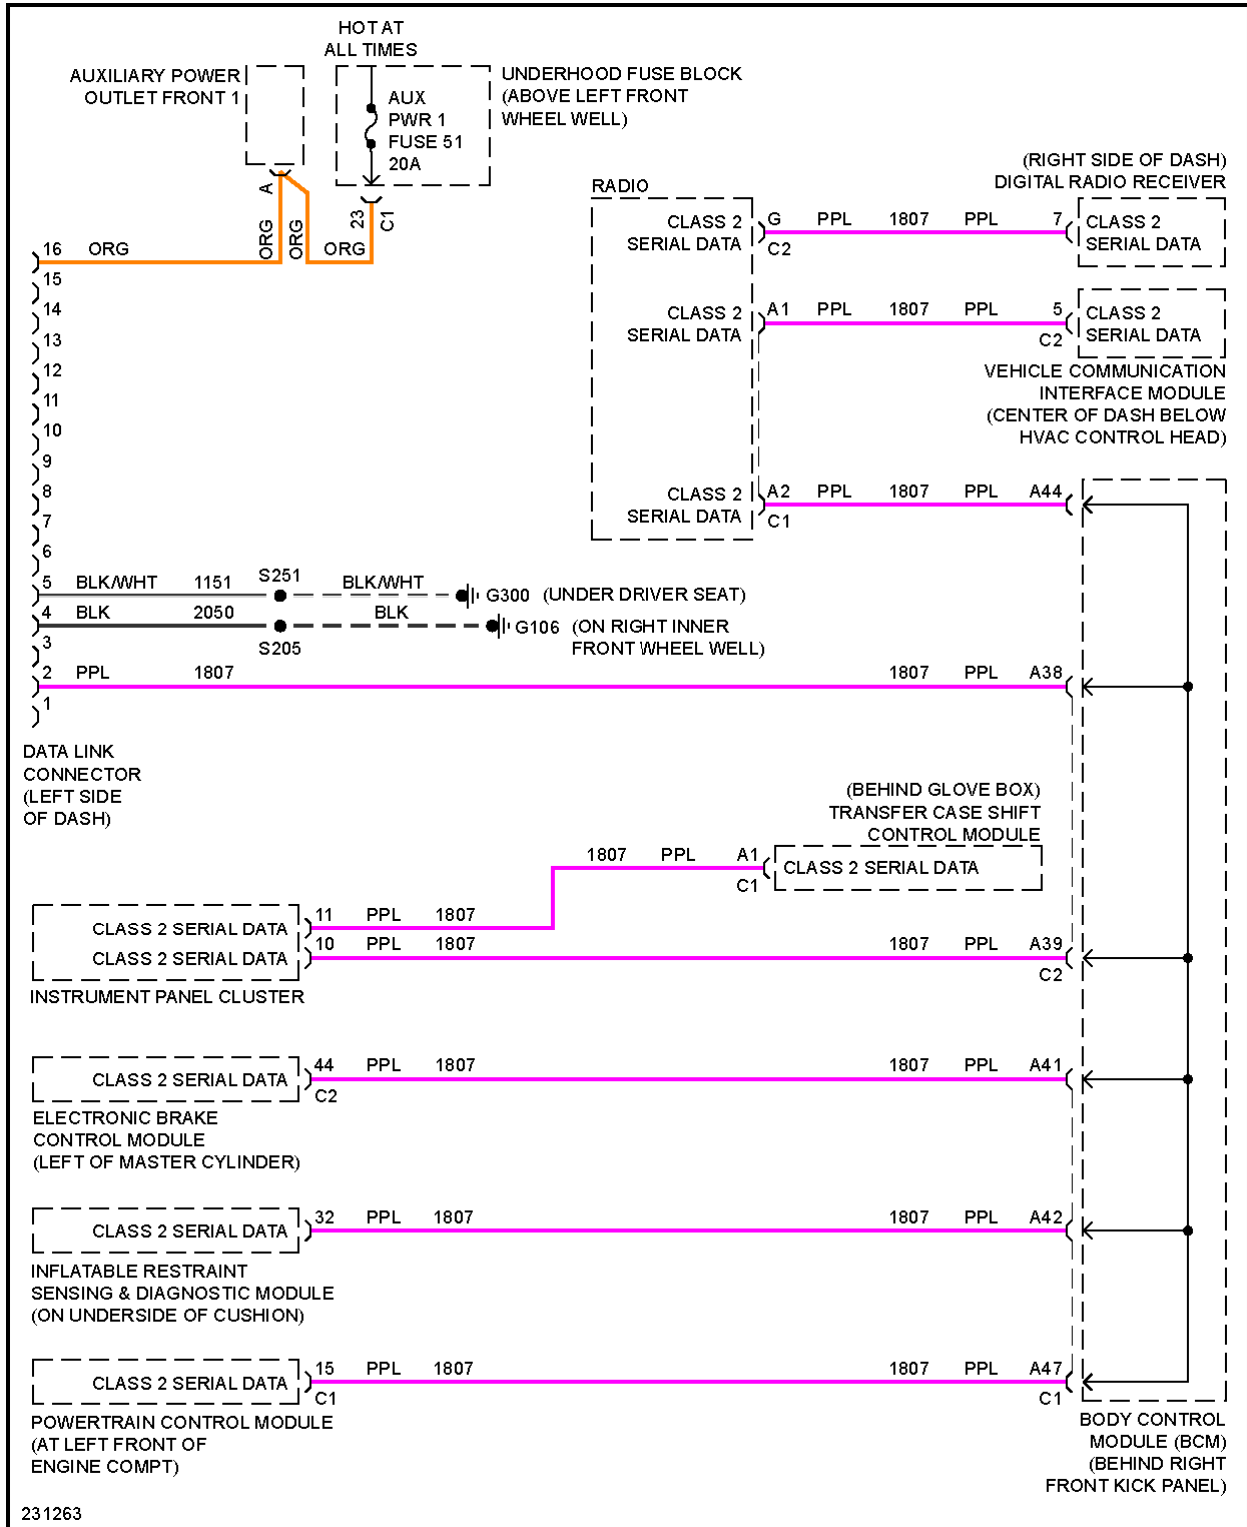 HOT AT
ALL TIMES
AUXILIARY POWER
OUTLET FRONT 1
AUX
PWR 1
FUSE 51
20A
UNDERHOOD FUSE BLOCK
(ABOVE LEFT FRONT
WHEEL WELL)
A
23
C1
ORG
ORG
ORG
16 ORG
15
14
13
12
11
10
9
8
7
6
5 BLK/WHT 1151 S251 BLK/WHT G300 (UNDER DRIVER SEAT)
4 BLK 2050 BLK G106 (ON RIGHT INNER
FRONT WHEEL WELL)
S205
3
2 PPL 1807 1807 PPL A38
1
DATA LINK
CONNECTOR
(LEFT SIDE
OF DASH)
RADIO
CLASS 2
SERIAL DATA
G PPL 1807 PPL 7
C2
(RIGHT SIDE OF DASH)
DIGITAL RADIO RECEIVER
CLASS 2
SERIAL DATA
CLASS 2
SERIAL DATA
A1 PPL 1807 PPL 5
C2
CLASS 2
SERIAL DATA
VEHICLE COMMUNICATION
INTERFACE MODULE
(CENTER OF DASH BELOW
HVAC CONTROL HEAD)
CLASS 2
SERIAL DATA
A2 PPL 1807 PPL A44
C1
(BEHIND GLOVE BOX)
TRANSFER CASE SHIFT
CONTROL MODULE
1807 PPL A1
C1
CLASS 2 SERIAL DATA
CLASS 2 SERIAL DATA 11 PPL 1807
CLASS 2 SERIAL DATA 10 PPL 1807 1807 PPL A39
C2
INSTRUMENT PANEL CLUSTER
CLASS 2 SERIAL DATA 44 PPL 1807 1807 PPL A41
C2
ELECTRONIC BRAKE
CONTROL MODULE
(LEFT OF MASTER CYLINDER)
CLASS 2 SERIAL DATA 32 PPL 1807 1807 PPL A42
INFLATABLE RESTRAINT
SENSING & DIAGNOSTIC MODULE
(ON UNDERSIDE OF CUSHION)
CLASS 2 SERIAL DATA 15 PPL 1807 1807 PPL A47
C1 C1
POWERTRAIN CONTROL MODULE
(AT LEFT FRONT OF
ENGINE COMPT)
BODY CONTROL
MODULE (BCM)
(BEHIND RIGHT
FRONT KICK PANEL)
231263